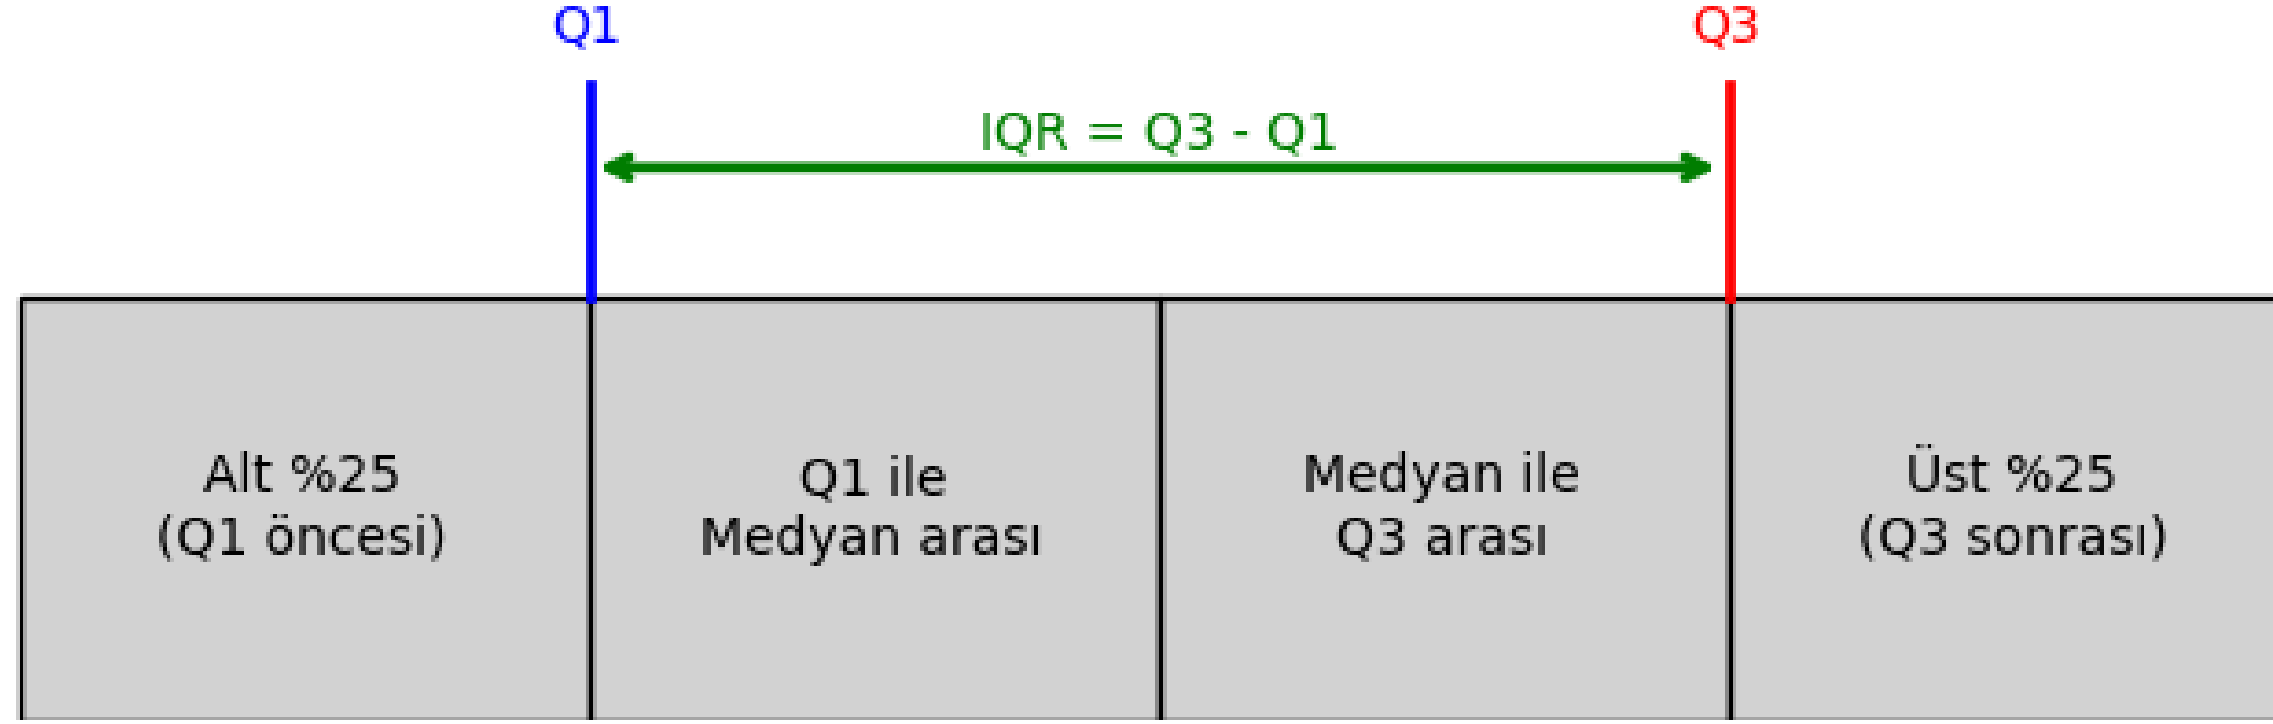 Q1
Q3
IQR = Q3 - Q1
Alt %25
(Q1 öncesi)
Q1 ile
Medyan arası
Medyan ile
Q3 arası
Üst %25
(Q3 sonrası)